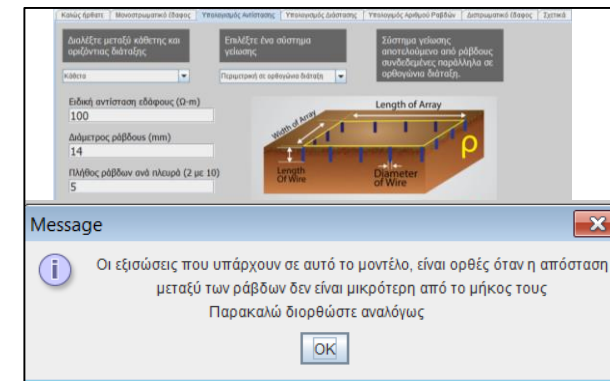 Καλώς ήρθατε
Μονοστρωματικό Έδαφος
Υπολογισμός Αντίστασης
Υπολογισμός Διάστασης
Υπολογισμός Αριθμού Ραβδών
Διστρωματικό Έδαφος
Σχετικά
Διαλέξτε μεταξύ κάθετης και
οριζόντιας διάταξης
Επιλέξτε ένα σύστημα
γείωσης
Σύστημα γείωσης
αποτελούμενο από ράβδους
συνδεδεμένες παράλληλα σε
ορθογώνια διάταξη.
Κάθετα
Περιμετρική σε ορθογώνια διάταξη
Ειδική αντίσταση εδάφους (Ω·m)
100
Διάμετρος ράβδους (mm)
14
Πλήθος ράβδων ανά πλευρά (2 με 10)
5
Length of Array
Width of Array
ρ
Length
Of Wire
Diameter
of Wire
Message
Οι εξισώσεις που υπάρχουν σε αυτό το μοντέλο, είναι ορθές όταν η απόσταση
μεταξύ των ράβδων δεν είναι μικρότερη από το μήκος τους
Παρακαλώ διορθώστε αναλόγως
OK